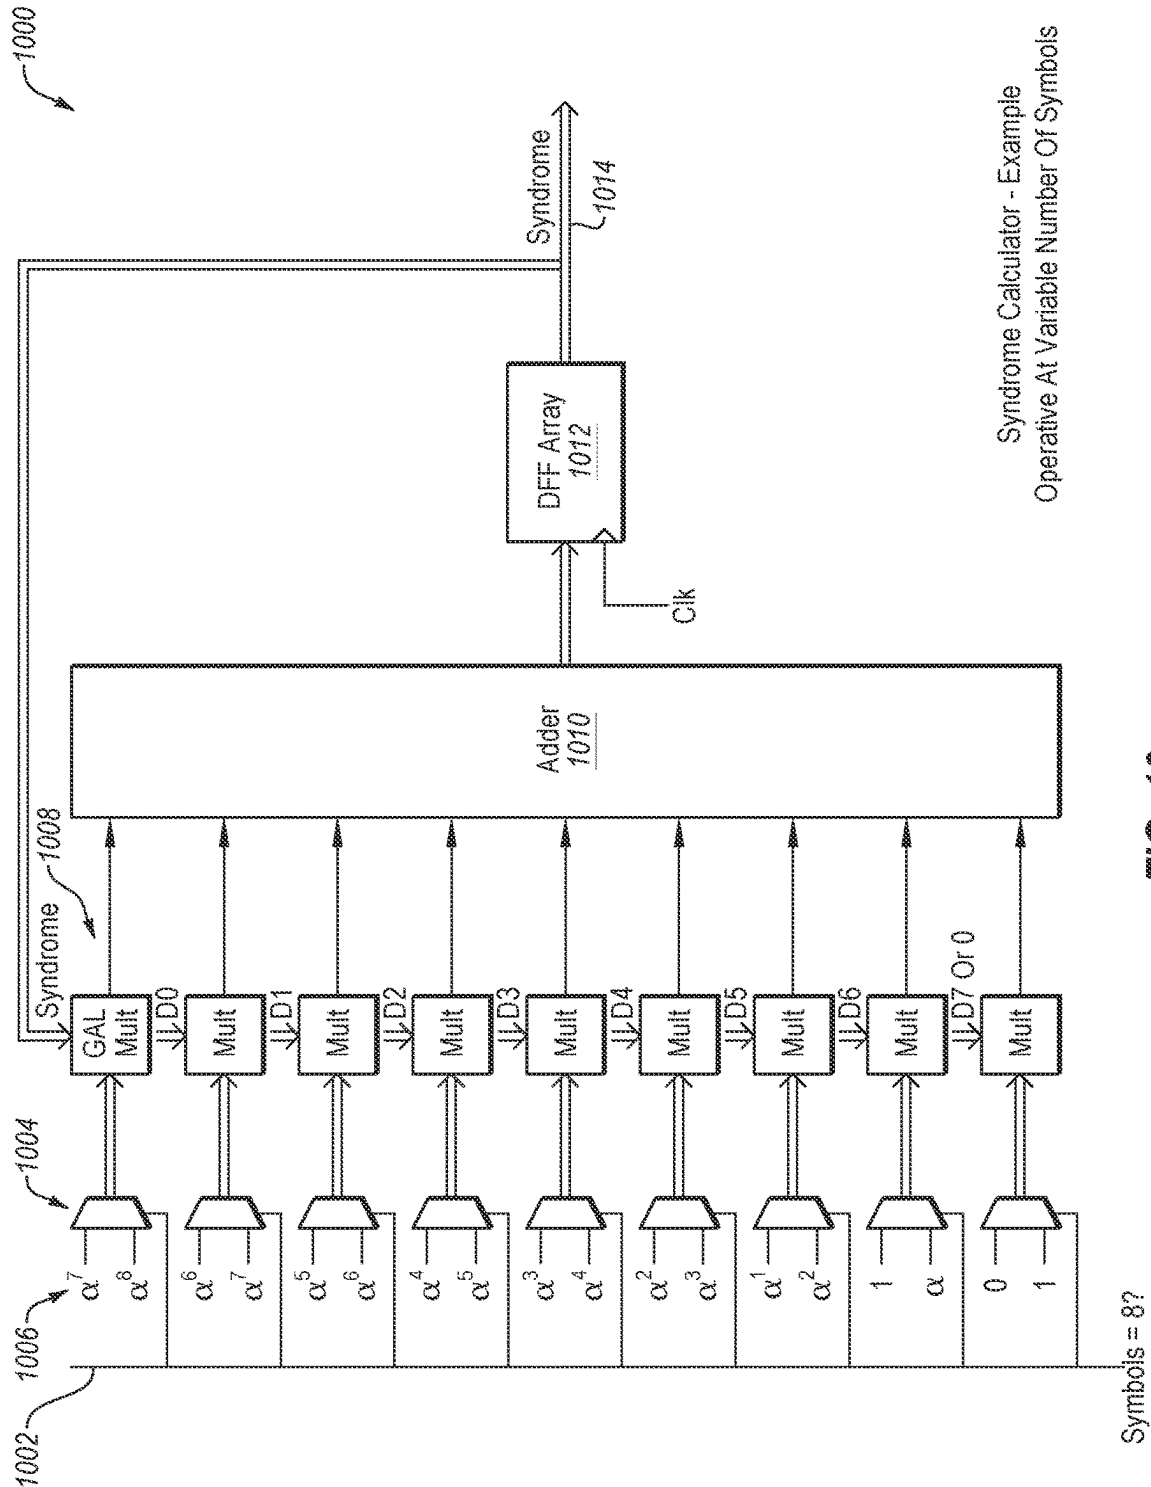 1000
Syndrome
1014
Syndrome Calculator - Example
Operative At Variable Number Of Symbols
DFF Array
1012
Clk
Adder
1010
1008
Syndrome
GAL
Mult
D0
Mult
D1
Mult
D2
Mult
D3
Mult
D4
Mult
D5
Mult
D6
Mult
D7 Or 0
Mult
1004
1006
α⁷
α⁸
α⁶
α⁷
α⁵
α⁶
α⁴
α⁵
α³
α⁴
α²
α³
α¹
α²
1
α
0
1
1002
Symbols = 8?